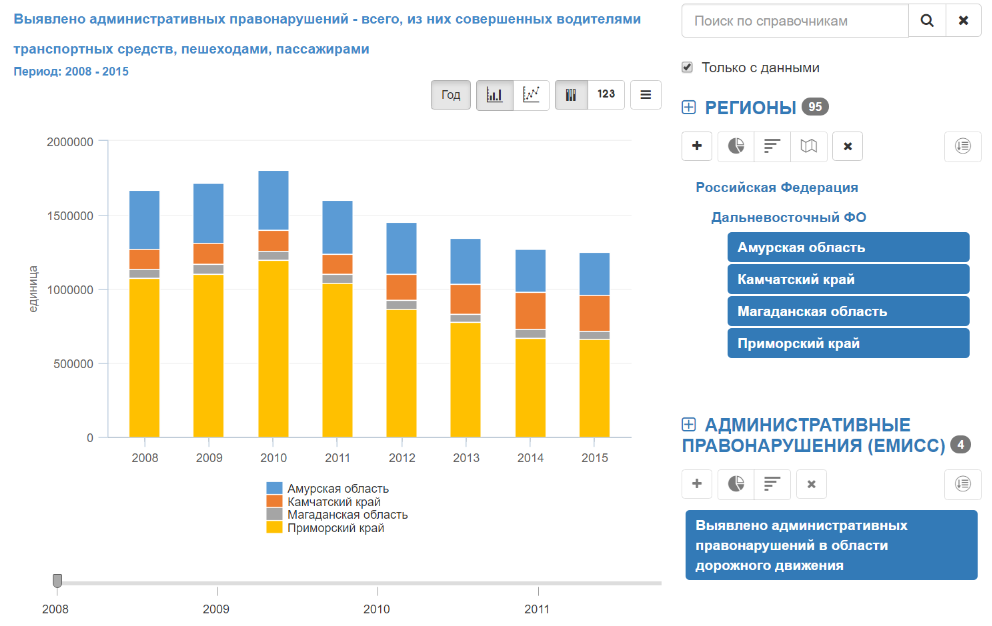 Выявлено административных правонарушений - всего, из них совершенных водителями
транспортных средств, пешеходами, пассажирами
Период: 2008 - 2015
Год
123
2000000
1500000
1000000
500000
0
единица
2008 2009 2010 2011 2012 2013 2014 2015
Амурская область
Камчатский край
Магаданская область
Приморский край
2008 2009 2010 2011
Поиск по справочникам
Только с данными
РЕГИОНЫ 95
Российская Федерация
Дальневосточный ФО
Амурская область
Камчатский край
Магаданская область
Приморский край
АДМИНИСТРАТИВНЫЕ
ПРАВОНАРУШЕНИЯ (ЕМИСС) 4
Выявлено административных
правонарушений в области
дорожного движения